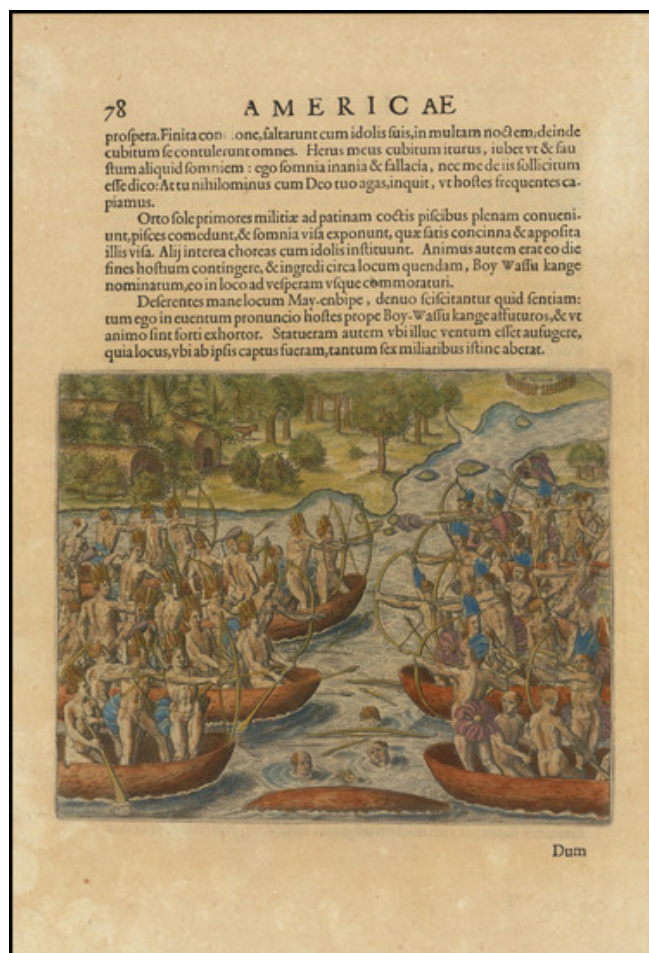 78 AMERICÆ
proſpera. Finita con one, ſaltarunt cum idolis ſuis, in multam noctem, deinde
cubitum ſe contulerunt omnes. Herus meus cubitum iturus, iubet vt & fau
ſtum aliquid ſomniem : ego ſomnia inania & fallacia, nec me de iis ſollicitum
eſſe dico: At tu nihilominus cum Deo tuo agas, inquit, vt hoſtes frequentes ca-
piamus.
Orto ſole primores militiæ ad patinam coctis piſcibus plenam conueni-
unt, piſces comedunt, & ſomnia viſa exponunt, quæ ſatis concinna & appoſita
illis viſa. Alij interea choreas cum idolis inſtituunt. Animus autem erat eo die
fines hoſtium contingere, & ingredi circa locum quendam, Boy Waſſu kange
nominatum, eo in loco ad veſperam vſque commoraturi.
Deſerentes mane locum May-enbipe, denuo ſciſcitantur quid ſentiam:
tum ego in euentum pronuncio hoſtes prope Boy-Waſſu kange affuturos, & vt
animo ſint forti exhortor. Statueram autem vbi illuc ventum eſſet aufugere,
quia locus, vbi ab ipſis captus fueram, tantum ſex miliaribus iſtinc aberat.
Dum